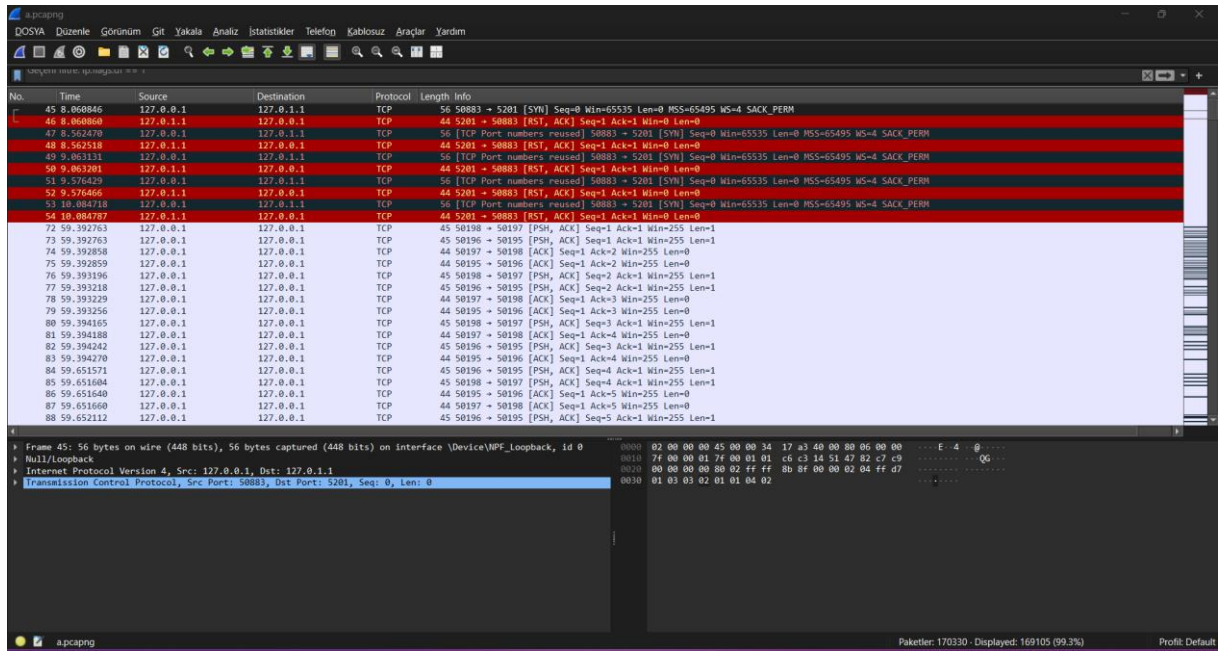 a.pcapng
DOSYA Düzenle Görünüm Git Yakala Analiz İstatistikler Telefon Kablosuz Araçlar Yardım
No. Time Source Destination Protocol Length Info
45 8.060846 127.0.0.1 127.0.1.1 TCP 56 50883 → 5201 [SYN] Seq=0 Win=65535 Len=0 MSS=65495 WS=4 SACK_PERM
46 8.060860 127.0.1.1 127.0.0.1 TCP 44 5201 → 50883 [RST, ACK] Seq=1 Ack=1 Win=0 Len=0
47 8.562470 127.0.0.1 127.0.1.1 TCP 56 [TCP Port numbers reused] 50883 → 5201 [SYN] Seq=0 Win=65535 Len=0 MSS=65495 WS=4 SACK_PERM
48 8.562518 127.0.1.1 127.0.0.1 TCP 44 5201 → 50883 [RST, ACK] Seq=1 Ack=1 Win=0 Len=0
49 9.063131 127.0.0.1 127.0.1.1 TCP 56 [TCP Port numbers reused] 50883 → 5201 [SYN] Seq=0 Win=65535 Len=0 MSS=65495 WS=4 SACK_PERM
50 9.063201 127.0.1.1 127.0.0.1 TCP 44 5201 → 50883 [RST, ACK] Seq=1 Ack=1 Win=0 Len=0
51 9.576429 127.0.0.1 127.0.1.1 TCP 56 [TCP Port numbers reused] 50883 → 5201 [SYN] Seq=0 Win=65535 Len=0 MSS=65495 WS=4 SACK_PERM
52 9.576466 127.0.1.1 127.0.0.1 TCP 44 5201 → 50883 [RST, ACK] Seq=1 Ack=1 Win=0 Len=0
53 10.084718 127.0.0.1 127.0.1.1 TCP 56 [TCP Port numbers reused] 50883 → 5201 [SYN] Seq=0 Win=65535 Len=0 MSS=65495 WS=4 SACK_PERM
54 10.084787 127.0.1.1 127.0.0.1 TCP 44 5201 → 50883 [RST, ACK] Seq=1 Ack=1 Win=0 Len=0
72 59.392763 127.0.0.1 127.0.0.1 TCP 45 50198 → 50197 [PSH, ACK] Seq=1 Ack=1 Win=255 Len=1
73 59.392763 127.0.0.1 127.0.0.1 TCP 45 50196 → 50195 [PSH, ACK] Seq=1 Ack=1 Win=255 Len=1
74 59.392858 127.0.0.1 127.0.0.1 TCP 44 50197 → 50198 [ACK] Seq=1 Ack=2 Win=255 Len=0
75 59.392859 127.0.0.1 127.0.0.1 TCP 44 50195 → 50196 [ACK] Seq=1 Ack=2 Win=255 Len=0
76 59.393196 127.0.0.1 127.0.0.1 TCP 45 50198 → 50197 [PSH, ACK] Seq=2 Ack=1 Win=255 Len=1
77 59.393218 127.0.0.1 127.0.0.1 TCP 45 50196 → 50195 [PSH, ACK] Seq=2 Ack=1 Win=255 Len=1
78 59.393229 127.0.0.1 127.0.0.1 TCP 44 50197 → 50198 [ACK] Seq=1 Ack=3 Win=255 Len=0
79 59.393256 127.0.0.1 127.0.0.1 TCP 44 50195 → 50196 [ACK] Seq=1 Ack=3 Win=255 Len=0
80 59.394165 127.0.0.1 127.0.0.1 TCP 45 50198 → 50197 [PSH, ACK] Seq=3 Ack=1 Win=255 Len=1
81 59.394188 127.0.0.1 127.0.0.1 TCP 44 50197 → 50198 [ACK] Seq=1 Ack=4 Win=255 Len=0
82 59.394242 127.0.0.1 127.0.0.1 TCP 45 50196 → 50195 [PSH, ACK] Seq=3 Ack=1 Win=255 Len=1
83 59.394270 127.0.0.1 127.0.0.1 TCP 44 50195 → 50196 [ACK] Seq=1 Ack=4 Win=255 Len=0
84 59.651571 127.0.0.1 127.0.0.1 TCP 45 50196 → 50195 [PSH, ACK] Seq=4 Ack=1 Win=255 Len=1
85 59.651604 127.0.0.1 127.0.0.1 TCP 45 50198 → 50197 [PSH, ACK] Seq=4 Ack=1 Win=255 Len=1
86 59.651640 127.0.0.1 127.0.0.1 TCP 44 50195 → 50196 [ACK] Seq=1 Ack=5 Win=255 Len=0
87 59.651660 127.0.0.1 127.0.0.1 TCP 44 50197 → 50198 [ACK] Seq=1 Ack=5 Win=255 Len=0
88 59.652112 127.0.0.1 127.0.0.1 TCP 45 50196 → 50195 [PSH, ACK] Seq=5 Ack=1 Win=255 Len=1
Frame 45: 56 bytes on wire (448 bits), 56 bytes captured (448 bits) on interface \Device\NPF_Loopback, id 0
Null/Loopback
Internet Protocol Version 4, Src: 127.0.0.1, Dst: 127.0.1.1
Transmission Control Protocol, Src Port: 50883, Dst Port: 5201, Seq: 0, Len: 0
0000 02 00 00 00 45 00 00 34 17 a3 40 00 80 06 00 00 ····E··4 ··@·····
0010 7f 00 00 01 7f 00 01 01 c6 c3 14 51 47 82 c7 c9 ········ ···QG···
0020 00 00 00 00 80 02 ff ff 8b 8f 00 00 02 04 ff d7 ········ ········
0030 01 03 03 02 01 01 04 02 ········
a.pcapng
Paketler: 170330 · Displayed: 169105 (99.3%)
Profil: Default